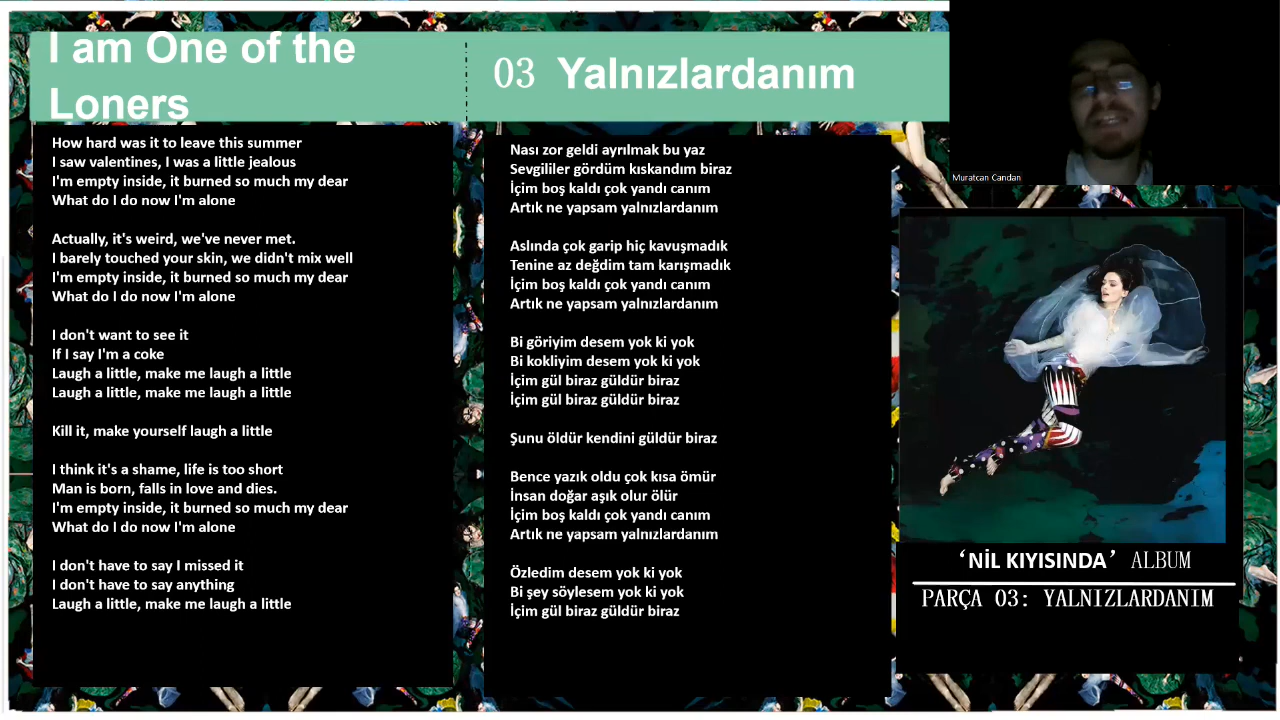 I am One of the
Loners
How hard was it to leave this summer
I saw valentines, I was a little jealous
I'm empty inside, it burned so much my dear
What do I do now I'm alone
Actually, it's weird, we've never met.
I barely touched your skin, we didn't mix well
I'm empty inside, it burned so much my dear
What do I do now I'm alone
I don't want to see it
If I say I'm a coke
Laugh a little, make me laugh a little
Laugh a little, make me laugh a little
Kill it, make yourself laugh a little
I think it's a shame, life is too short
Man is born, falls in love and dies.
I'm empty inside, it burned so much my dear
What do I do now I'm alone
I don't have to say I missed it
I don't have to say anything
Laugh a little, make me laugh a little
03 Yalnızlardanım
Nası zor geldi ayrılmak bu yaz
Sevgililer gördüm kıskandım biraz
İçim boş kaldı çok yandı canım
Artık ne yapsam yalnızlardanım
Aslında çok garip hiç kavuşmadık
Tenine az değdim tam karışmadık
İçim boş kaldı çok yandı canım
Artık ne yapsam yalnızlardanım
Bi göriyim desem yok ki yok
Bi kokliyim desem yok ki yok
İçim gül biraz güldür biraz
İçim gül biraz güldür biraz
Şunu öldür kendini güldür biraz
Bence yazık oldu çok kısa ömür
İnsan doğar aşık olur ölür
İçim boş kaldı çok yandı canım
Artık ne yapsam yalnızlardanım
Özledim desem yok ki yok
Bi şey söylesem yok ki yok
İçim gül biraz güldür biraz
Muratcan Candan
‘NİL KIYISINDA’ ALBUM
PARÇA 03: YALNIZLARDANIM